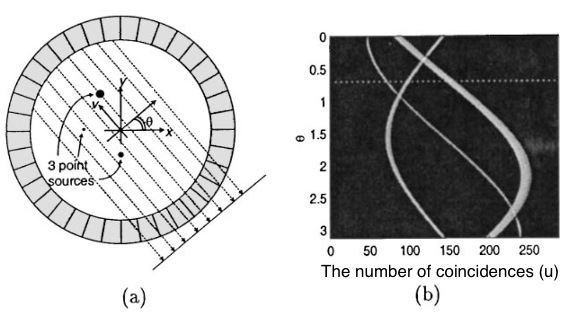 y
v
θ
x
3 point
sources
(a)
θ
0
0.5
1
1.5
2
2.5
3
0 50 100 150 200 250
The number of coincidences (u)
(b)